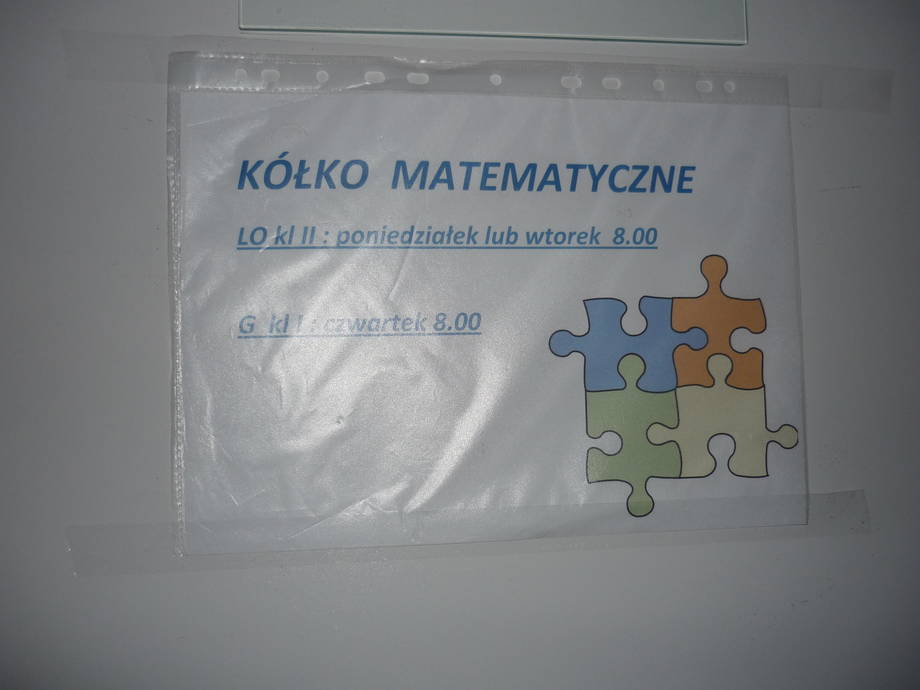 KÓŁKO MATEMATYCZNE
LO kl II : poniedziałek lub wtorek 8.00
G kl I : czwartek 8.00